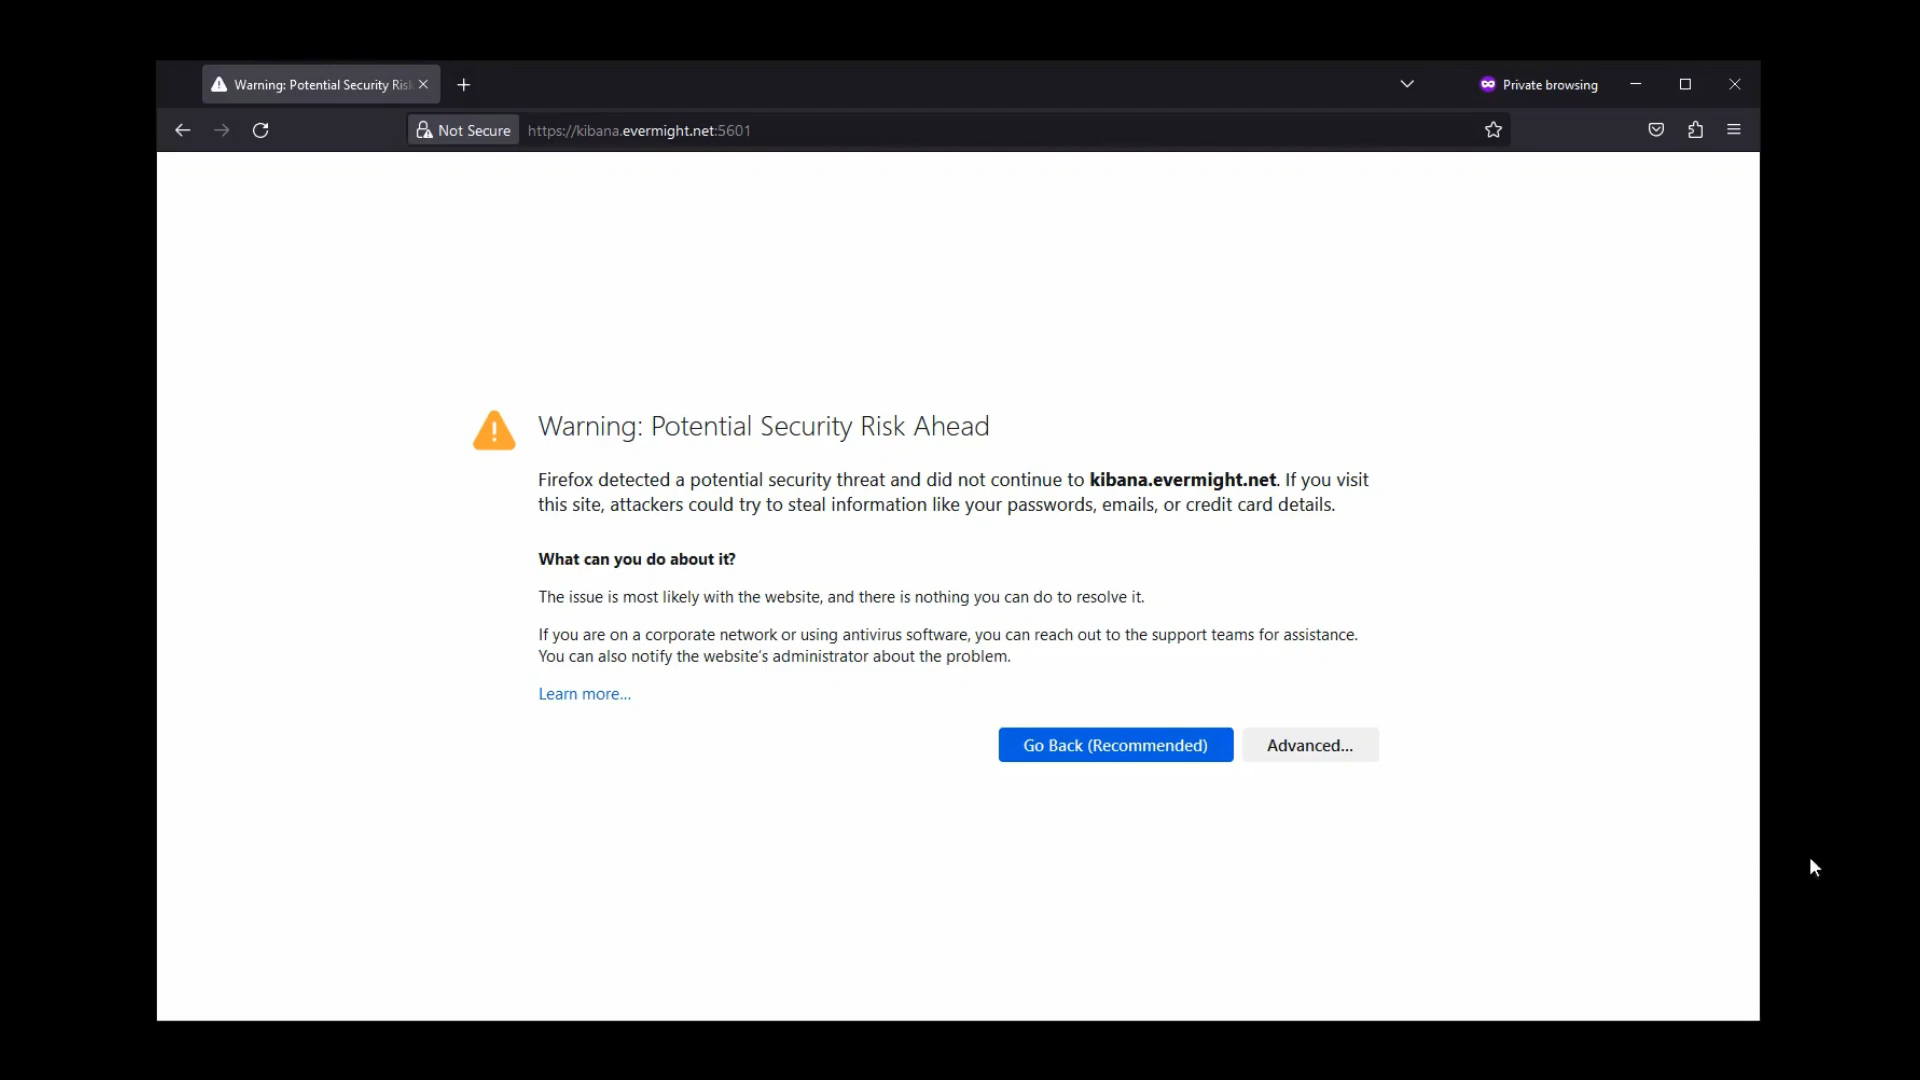 Warning: Potential Security Ris
Private browsing
Not Secure
https://kibana.evermight.net:5601
Warning: Potential Security Risk Ahead
Firefox detected a potential security threat and did not continue to kibana.evermight.net. If you visit
this site, attackers could try to steal information like your passwords, emails, or credit card details.
What can you do about it?
The issue is most likely with the website, and there is nothing you can do to resolve it.
If you are on a corporate network or using antivirus software, you can reach out to the support teams for assistance.
You can also notify the website's administrator about the problem.
Learn more...
Go Back (Recommended)
Advanced...